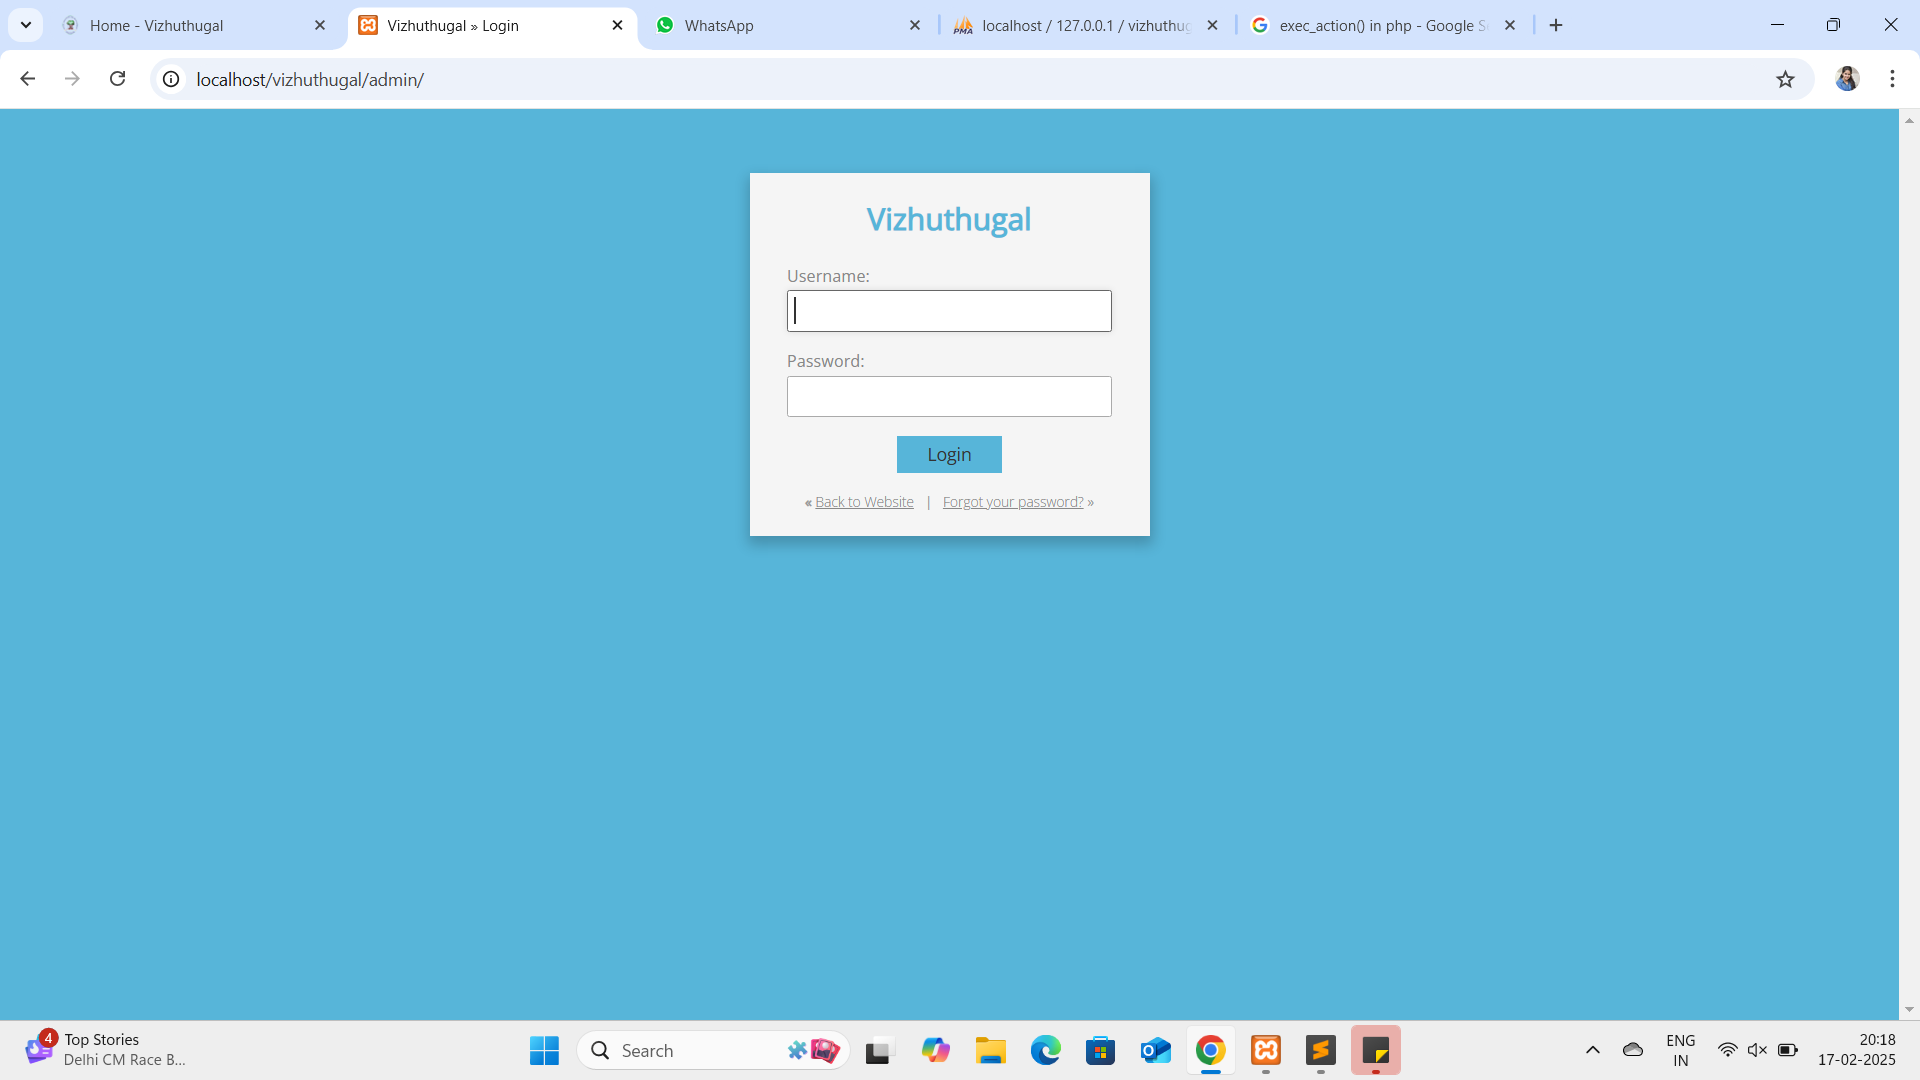 Home - Vizhuthugal
Vizhuthugal » Login
WhatsApp
localhost / 127.0.0.1 / vizhuthug
exec_action() in php - Google S
localhost/vizhuthugal/admin/
Vizhuthugal
Username:
Password:
Login
« Back to Website | Forgot your password? »
4
Top Stories
Delhi CM Race B...
Search
ENG
IN
20:18
17-02-2025